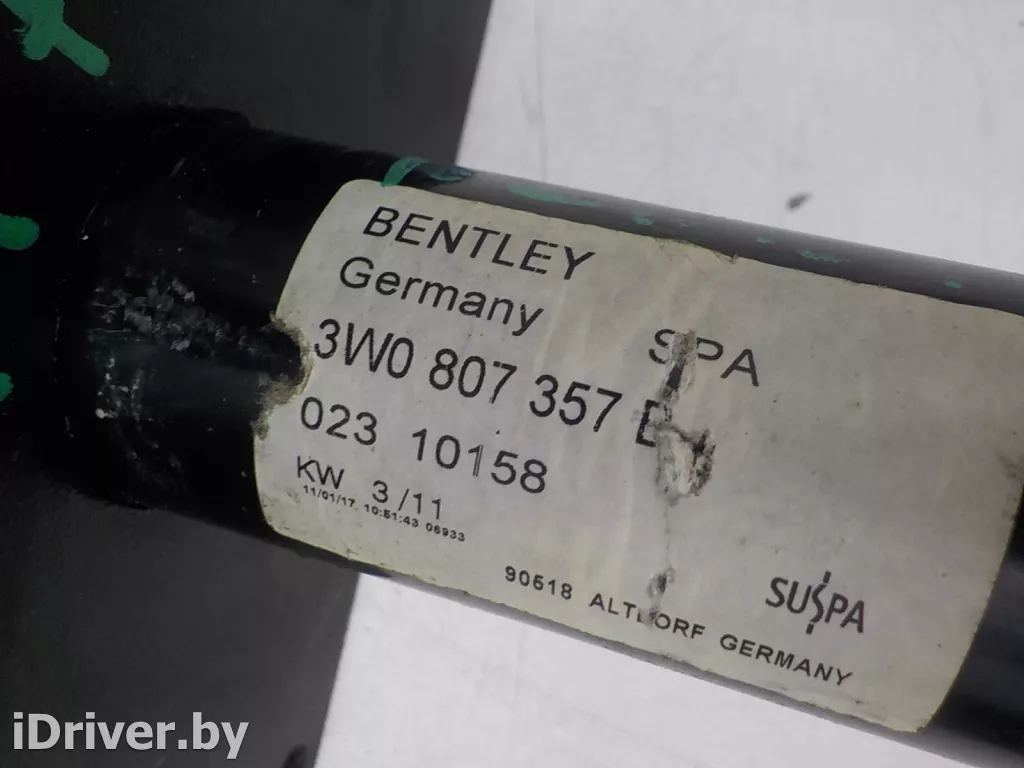 BENTLEY
Germany SPA
3W0 807 357
023 10158
KW 3/11
11/01/17 10:51:43 06933
SUSPA
90518 ALTDORF GERMANY
iDriver.by